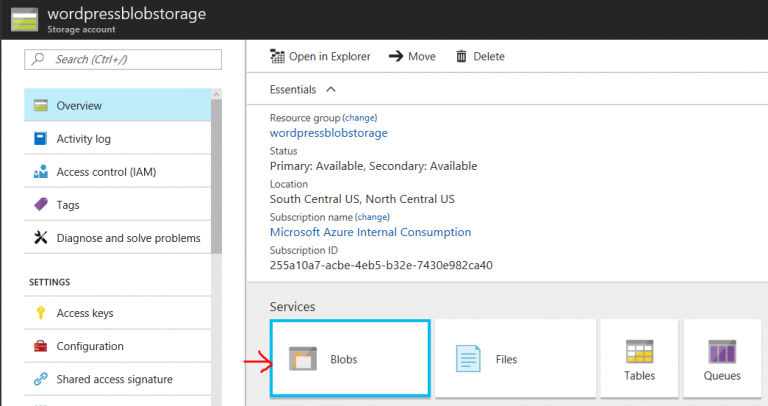 wordpressblobstorage
Storage account
Search (Ctrl+/)
Overview
Activity log
Access control (IAM)
Tags
Diagnose and solve problems
SETTINGS
Access keys
Configuration
Shared access signature
Open in Explorer Move Delete
Essentials
Resource group (change)
wordpressblobstorage
Status
Primary: Available, Secondary: Available
Location
South Central US, North Central US
Subscription name (change)
Microsoft Azure Internal Consumption
Subscription ID
255a10a7-acbe-4eb5-b32e-7430e982ca40
Services
Blobs
Files
Tables
Queues